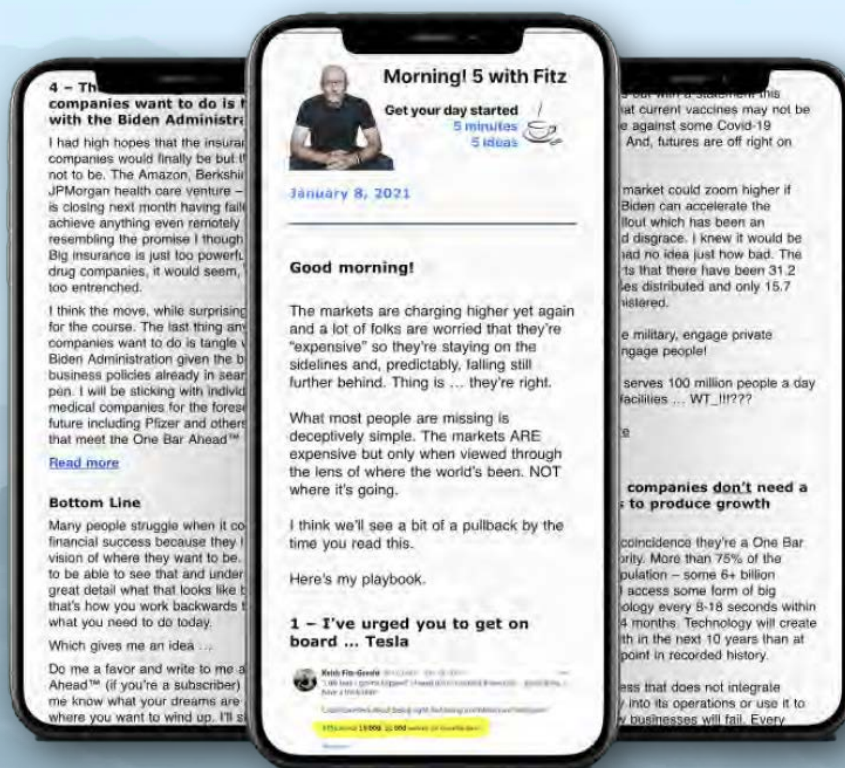 4 – Th
companies want to do is
with the Biden Administra
I had high hopes that the insurar
companies would finally be but
not to be. The Amazon, Berkshir
JPMorgan health care venture –
is closing next month having faile
achieve anything even remotely
resembling the promise I though
Big insurance is just too powerfu
drug companies, it would seem,
too entrenched.
I think the move, while surprising
for the course. The last thing any
companies want to do is tangle
Biden Administration given the b
business policies already in sear
pen. I will be sticking with individ
medical companies for the forese
future including Pfizer and others
that meet the One Bar Ahead™
Read more
Bottom Line
Many people struggle when it co
financial success because they
vision of where they want to be.
to be able to see that and under
great detail what that looks like
that's how you work backwards
what you need to do today.
Which gives me an idea ...
Do me a favor and write to me a
Ahead™ (if you're a subscriber)
me know what your dreams are
where you want to wind up. I'll s
Morning! 5 with Fitz
Get your day started
5 minutes
5 ideas
January 8, 2021
Good morning!
The markets are charging higher yet again
and a lot of folks are worried that they're
"expensive" so they're staying on the
sidelines and, predictably, falling still
further behind. Thing is ... they're right.
What most people are missing is
deceptively simple. The markets ARE
expensive but only when viewed through
the lens of where the world's been. NOT
where it's going.
I think we'll see a bit of a pullback by the
time you read this.
Here's my playbook.
1 – I've urged you to get on
board ... Tesla
Keith Fitz-Gerald
out with a statement this
at current vaccines may not be
e against some Covid-19
And, futures are off right on
market could zoom higher if
Biden can accelerate the
llout which has been an
d disgrace. I knew it would be
ad no idea just how bad. The
ts that there have been 31.2
es distributed and only 15.7
nistered.
e military, engage private
ngage people!
serves 100 million people a day
facilities ... WT_!!!???
e
companies don't need a
s to produce growth
coincidence they're a One Bar
ority. More than 75% of the
pulation – some 6+ billion
access some form of big
ology every 8-18 seconds within
4 months. Technology will create
th in the next 10 years than at
point in recorded history.
ess that does not integrate
into its operations or use it to
businesses will fail. Every